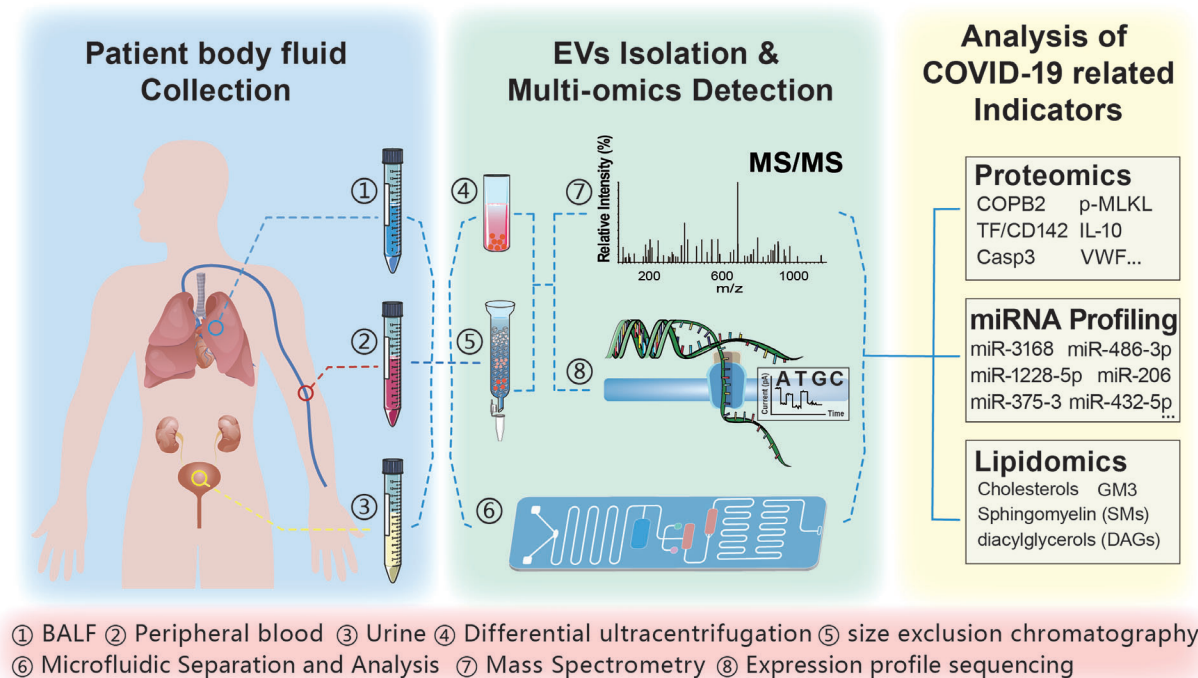 Patient body fluid
Collection
①
②
③
EVs Isolation &
Multi-omics Detection
④
⑤
⑥
⑦
MS/MS
Relative Intensity (%)
200 600 1000
m/z
⑧
A T G C
Current (pA)
Time
Analysis of
COVID-19 related
Indicators
Proteomics
COPB2 p-MLKL
TF/CD142 IL-10
Casp3 VWF...
miRNA Profiling
miR-3168 miR-486-3p
miR-1228-5p miR-206
miR-375-3 miR-432-5p
...
Lipidomics
Cholesterols GM3
Sphingomyelin (SMs)
diacylglycerols (DAGs)
① BALF ② Peripheral blood ③ Urine ④ Differential ultracentrifugation ⑤ size exclusion chromatography
⑥ Microfluidic Separation and Analysis ⑦ Mass Spectrometry ⑧ Expression profile sequencing